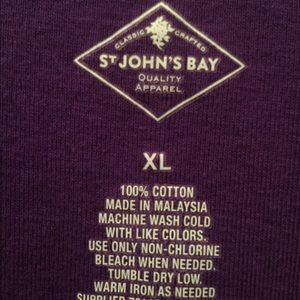 CLASSIC CRAFTED
ST JOHN'S BAY
QUALITY
APPAREL
XL
100% COTTON
MADE IN MALAYSIA
MACHINE WASH COLD
WITH LIKE COLORS.
USE ONLY NON-CHLORINE
BLEACH WHEN NEEDED.
TUMBLE DRY LOW.
WARM IRON AS NEEDED
SUPPLIER